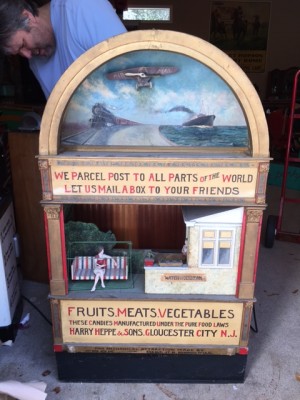 WE PARCEL POST TO ALL PARTS OF THE WORLD
LET US MAIL A BOX TO YOUR FRIENDS
FRUITS, MEATS, VEGETABLES
THESE CANDIES MANUFACTURED UNDER THE PURE FOOD LAWS
HARRY HEPPE & SONS. GLOUCESTER CITY N.J.